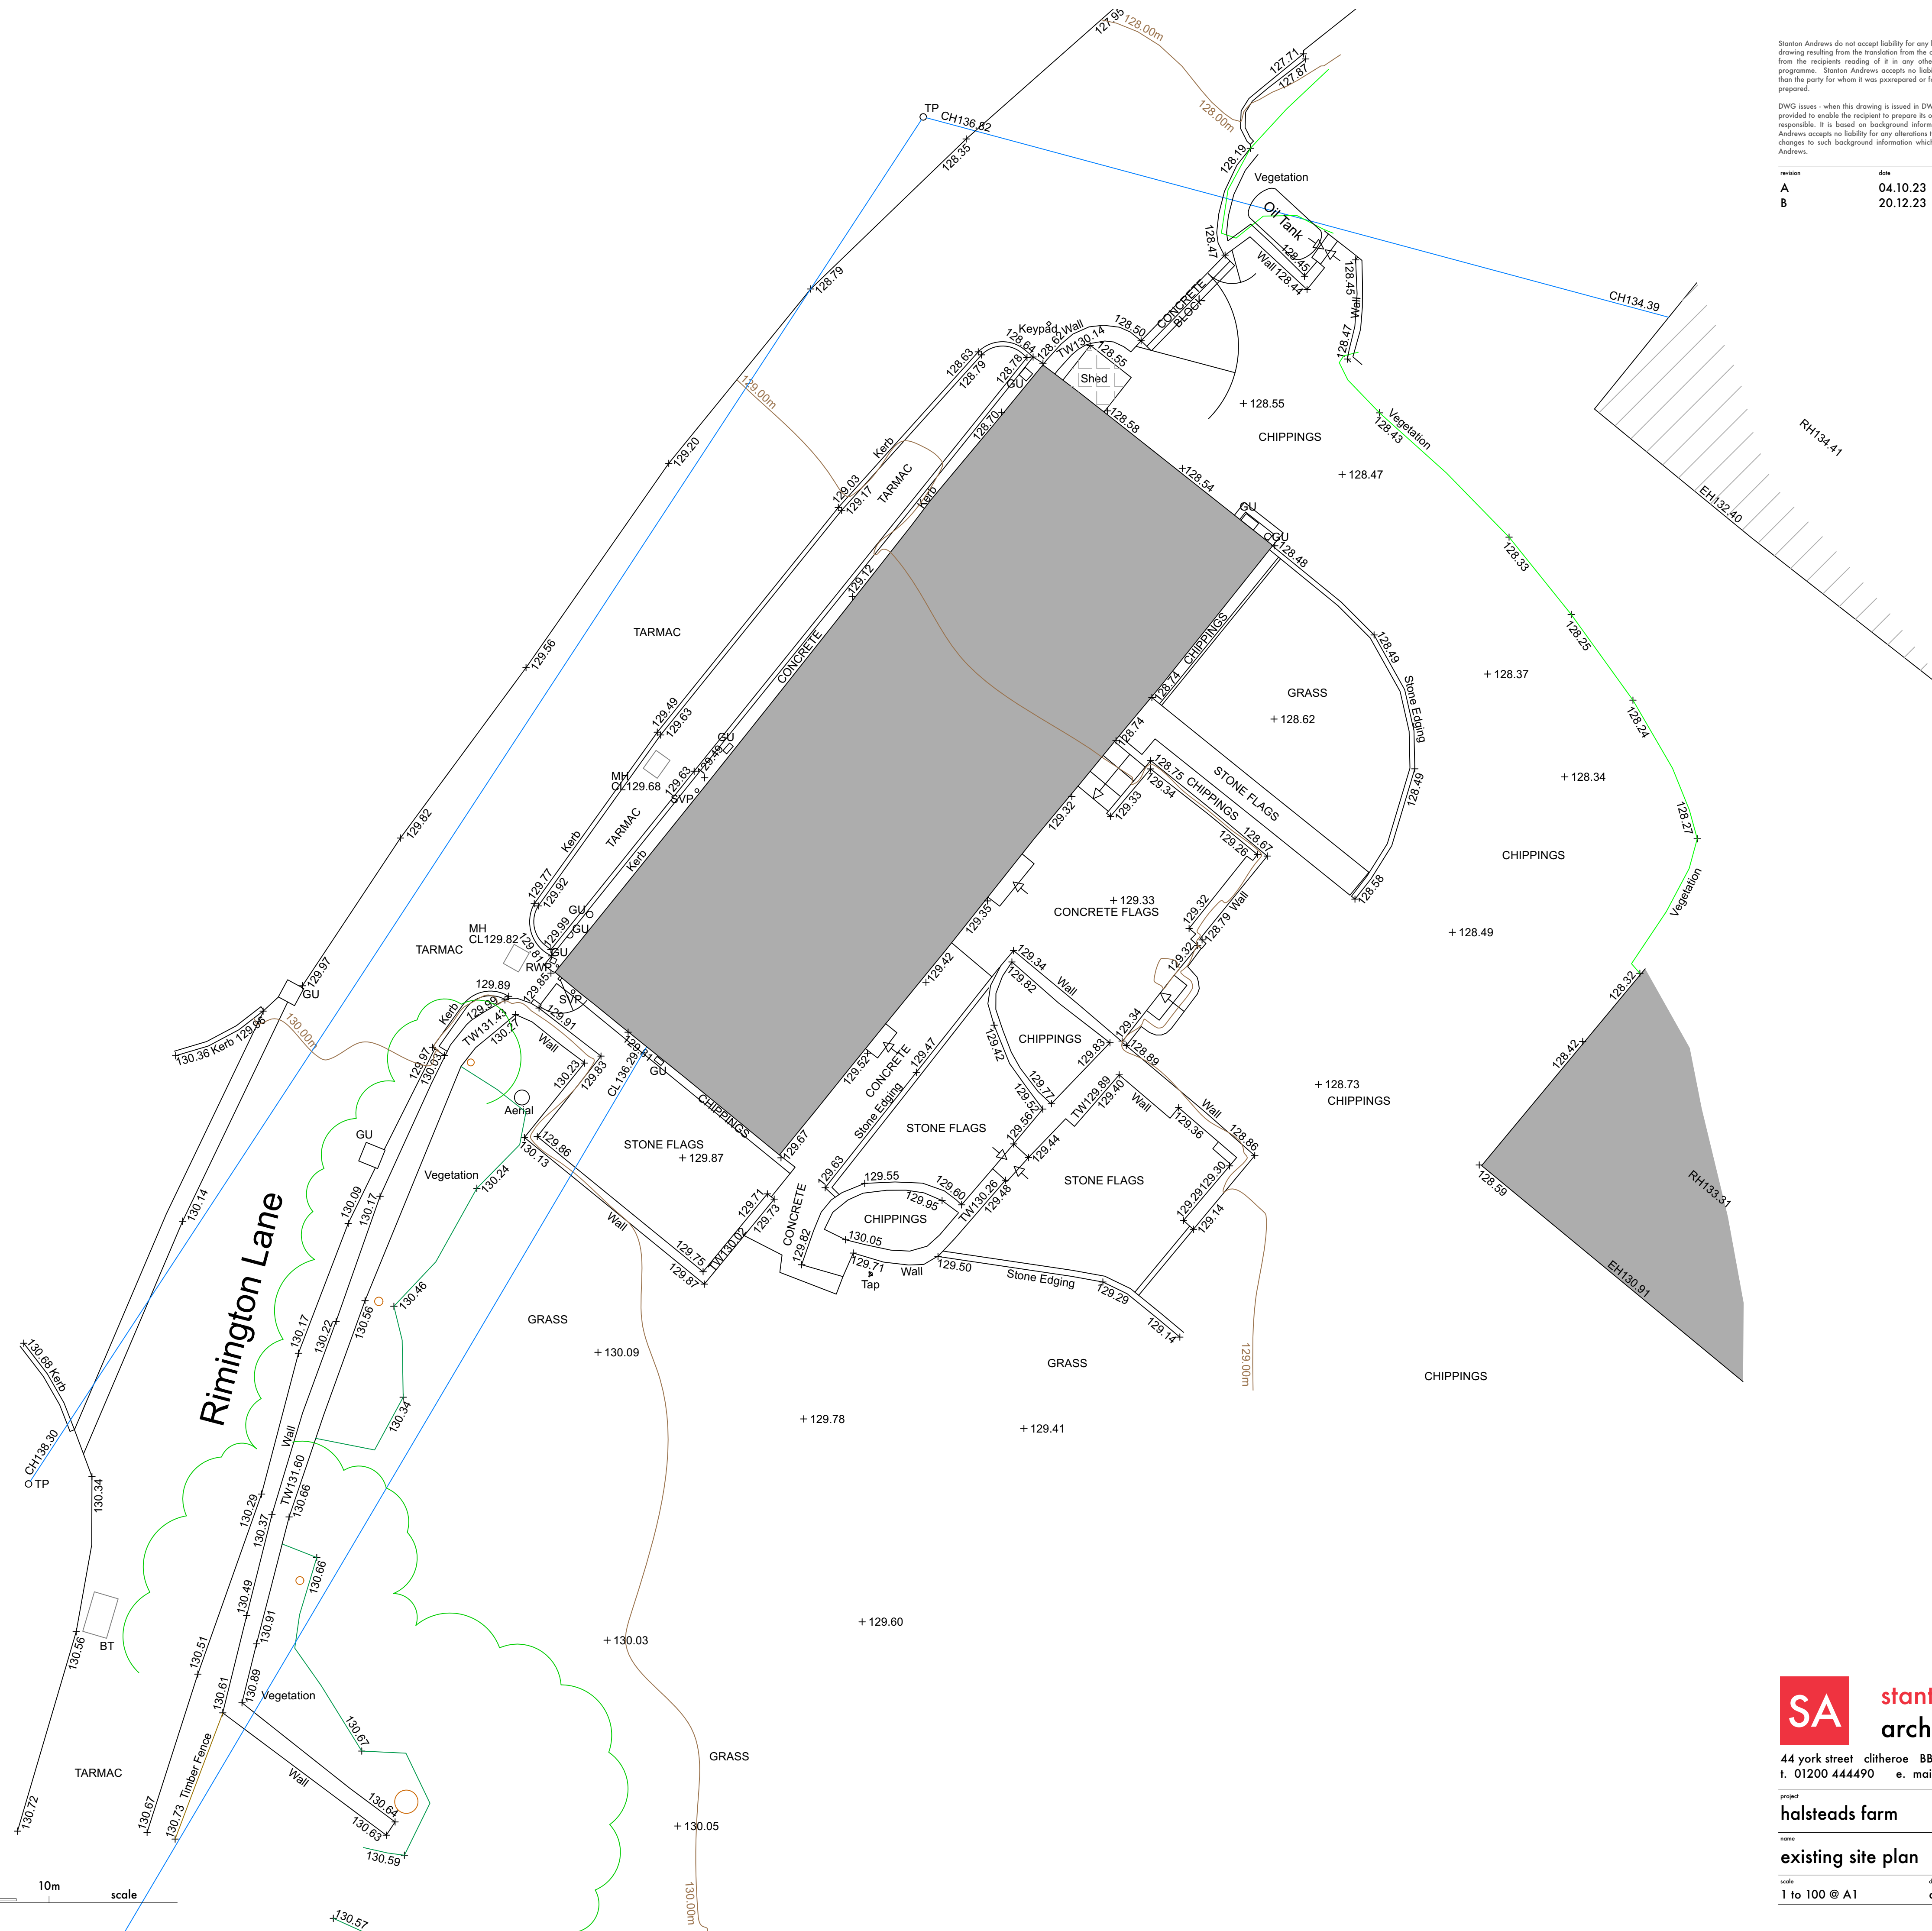 127.95
128.00m
127.71
127.87
128.00m
TP
CH136.82
128.35
128.19
Vegetation
Oil Tank
128.47
128.45
Wall 128.44
128.45
Wall
128.47
CH134.39
128.79
CONCRETE
BLOCK
128.50
Keypad
Wall
128.62
128.64
TW130.14
128.55
128.63
128.79
128.78
GU
Shed
129.00m
128.70
128.58
128.55
CHIPPINGS
128.43
Vegetation
RH134.41
EH132.40
129.20
Kerb
128.54
128.47
129.03
129.17
TARMAC
Kerb
GU
GU
128.48
128.33
129.12
128.25
TARMAC
CONCRETE
CHIPPINGS
128.49
129.56
128.74
GRASS
128.62
Stone Edging
128.37
128.24
129.49
129.63
GU
129.49
128.74
MH
CL129.68
129.63
SVP
128.75
CHIPPINGS
STONE FLAGS
129.34
129.33
128.49
128.34
128.27
129.82
TARMAC
Kerb
Kerb
129.32
129.26
128.67
CHIPPINGS
129.77
129.92
128.58
Vegetation
GU
129.35
129.33
CONCRETE FLAGS
129.32
Wall
128.79
129.32
128.49
MH
CL129.82
TARMAC
129.99
GU
129.81
GU
RWP
129.85
129.97
GU
129.89
129.99
SVP
129.42
129.34
129.82
Wall
128.32
130.36 Kerb 129.96
130.00m
Kerb
TW131.43
130.27
129.91
Wall
129.97
130.03
130.23
129.83
129.81
CL136.29
GU
129.52
CONCRETE
129.47
CHIPPINGS
129.42
129.83
129.34
128.89
128.42
Aerial
CHIPPINGS
Stone Edging
129.77
129.52
TW129.89
129.40
128.73
CHIPPINGS
GU
129.86
130.13
STONE FLAGS
129.87
129.67
STONE FLAGS
129.56
129.44
Wall
Wall
129.36
128.86
Vegetation
130.24
129.63
129.55
129.60
129.95
TW130.26
129.48
STONE FLAGS
129.30
128.59
RH133.31
130.14
130.09
130.17
Wall
129.71
129.73
TW130.02
CONCRETE
129.82
CHIPPINGS
130.05
129.29
129.14
129.75
129.87
129.71
Tap
Wall
129.50
Stone Edging
129.29
EH130.91
Rimington Lane
130.46
130.56
GRASS
130.17
130.22
129.14
130.68 Kerb
130.09
GRASS
129.00m
CHIPPINGS
130.34
Wall
129.78
129.41
CH138.30
TP
130.34
TW131.60
130.66
130.29
130.37
130.66
130.49
130.91
129.60
130.56
BT
130.51
130.03
130.61
130.89
Vegetation
130.67
GRASS
TARMAC
Timber Fence
Wall
130.72
130.67
130.73
130.64
130.63
130.05
130.59
130.00m
10m
scale
130.57
Stanton Andrews do not accept liability for any
drawing resulting from the translation from the
from the recipients reading of it in any
programme. Stanton Andrews accepts no
than the party for whom it was pxxrepared or
prepared.
DWG issues - when this drawing is issued in
provided to enable the recipient to prepare its
responsible. It is based on background
Andrews accepts no liability for any alterations
changes to such background information
Andrews.
revision date
A 04.10.23
B 20.12.23
SA
stant
arch
44 york street clitheroe BB
t. 01200 444490 e. mai
project
halsteads farm
name
existing site plan
scale
1 to 100 @ A1